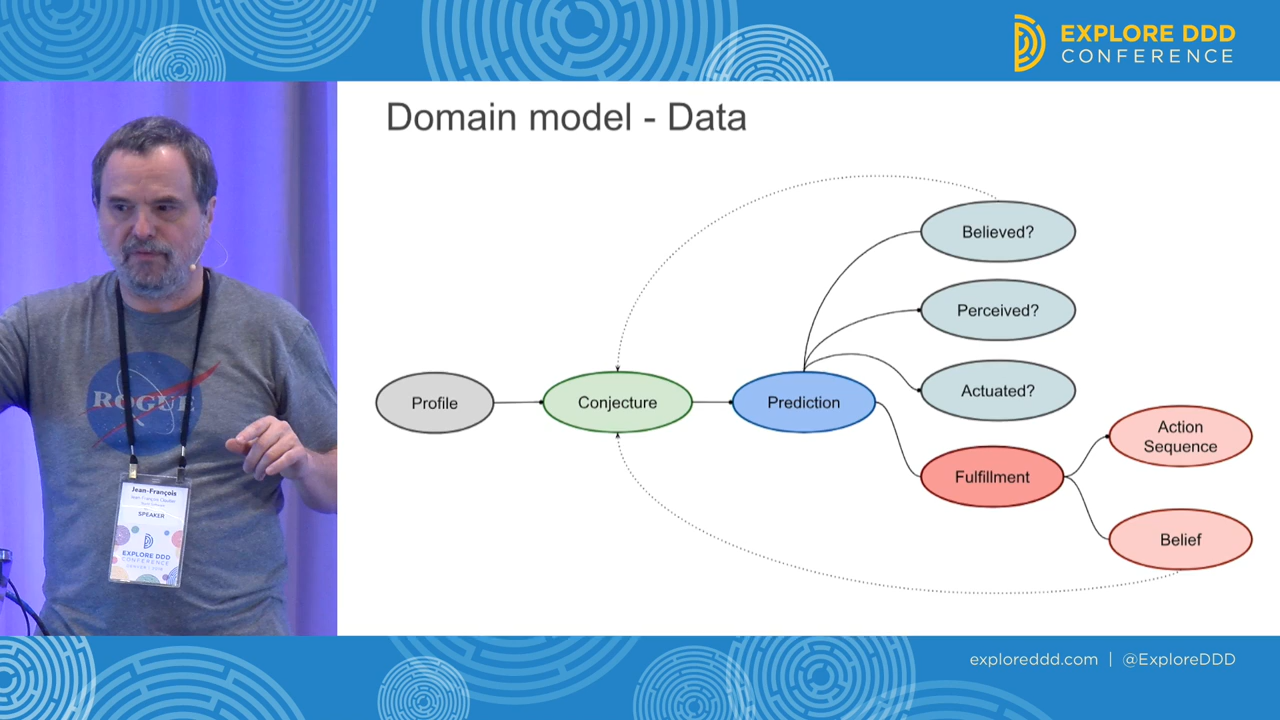 EXPLORE DDD
CONFERENCE
Domain model - Data
Believed?
Perceived?
Actuated?
Profile
Conjecture
Prediction
Fulfillment
Action
Sequence
Belief
ROGUE
Jean-François
SPEAKER
EXPLORE DDD
CONFERENCE
exploreddd.com | @ExploreDDD